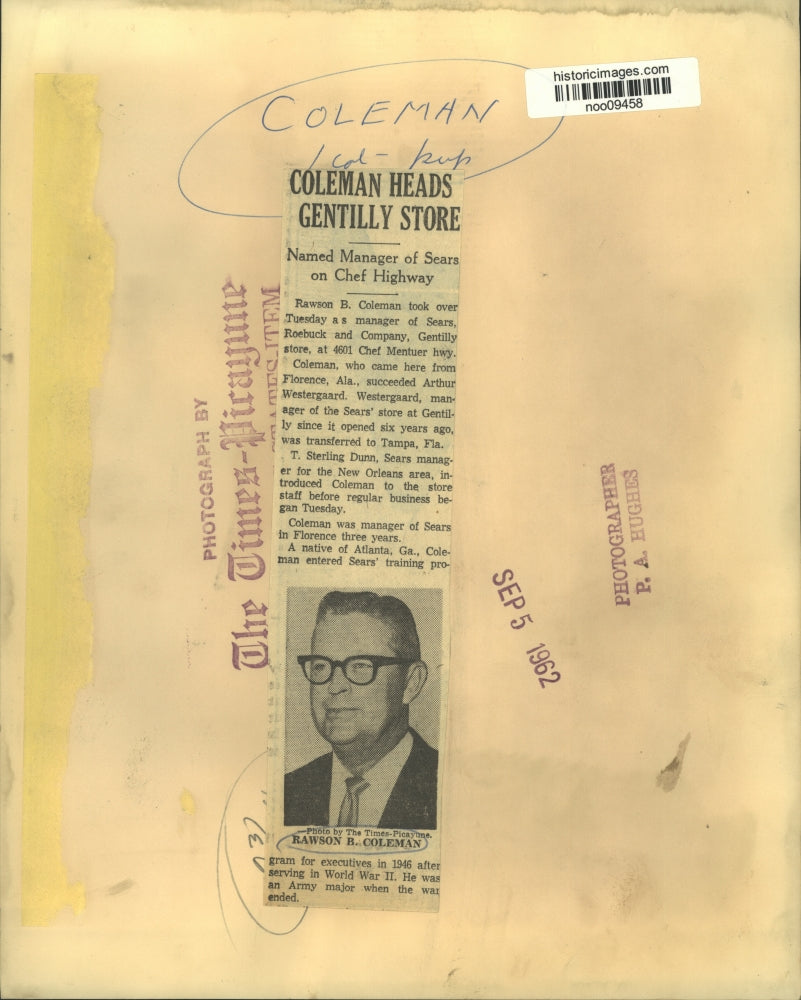 historicimages.com
noo09458
COLEMAN
1 col-
COLEMAN HEADS
GENTILLY STORE
Named Manager of Sears
on Chef Highway
Rawson B. Coleman took over
Tuesday as manager of Sears,
Roebuck and Company, Gentilly
store, at 4601 Chef Mentuer hwy.
Coleman, who came here from
Florence, Ala., succeeded Arthur
Westergaard. Westergaard, man-
ager of the Sears' store at Gentil-
ly since it opened six years ago,
was transferred to Tampa, Fla.
T. Sterling Dunn, Sears manag-
er for the New Orleans area, in-
troduced Coleman to the store
staff before regular business be-
gan Tuesday.
Coleman was manager of Sears
in Florence three years.
A native of Atlanta, Ga., Cole-
man entered Sears' training pro-
—Photo by The Times-Picayune.
RAWSON B. COLEMAN
gram for executives in 1946 after
serving in World War II. He was
an Army major when the war
ended.
PHOTOGRAPH BY
The Times-Picayune
STATES-ITEM
SEP 5 1962
PHOTOGRAPHER
P. A. HUGHES